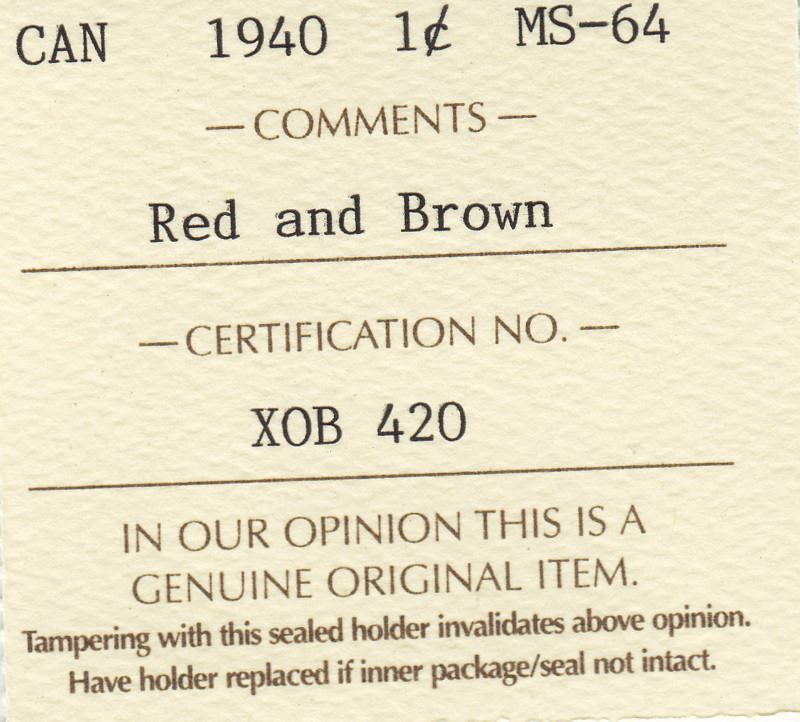 CAN 1940 1¢ MS-64
— COMMENTS —
Red and Brown
— CERTIFICATION NO. —
XOB 420
IN OUR OPINION THIS IS A
GENUINE ORIGINAL ITEM.
Tampering with this sealed holder invalidates above opinion.
Have holder replaced if inner package/seal not intact.